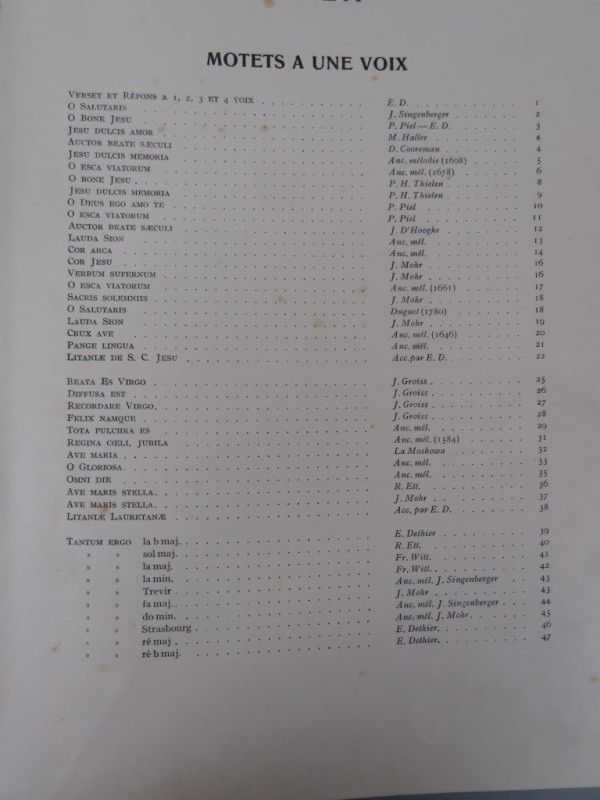 MOTETS A UNE VOIX
Verset et Répons a 1, 2, 3 et 4 voix . . . . E. D. . . . . 1
O Salutaris . . . . J. Singenberger . . . . 2
O Bone Jesu . . . . P. Piel — E. D. . . . . 3
Jesu dulcis amor . . . . M. Haller . . . . 4
Auctor beate sæculi . . . . D. Cooreman . . . . 4
Jesu dulcis memoria . . . . Anc. mélodie (1608) . . . . 5
O esca viatorum . . . . Anc. mél. (1678) . . . . 6
O bone Jesu . . . . P. H. Thielen . . . . 8
Jesu dulcis memoria . . . . P. H. Thielen . . . . 9
O Deus ego amo te . . . . P. Piel . . . . 10
O esca viatorum . . . . P. Piel . . . . 11
Auctor beate sæculi . . . . J. D'Hooghe . . . . 12
Lauda Sion . . . . Anc. mél. . . . . 13
Cor arca . . . . Anc. mél. . . . . 14
Cor Jesu . . . . J. Mohr . . . . 16
Verbum supernum . . . . J. Mohr . . . . 16
O esca viatorum . . . . Anc. mél. (1661) . . . . 17
Sacris solemniis . . . . J. Mohr . . . . 18
O Salutaris . . . . Duguet (1780) . . . . 18
Lauda Sion . . . . J. Mohr . . . . 19
Crux ave . . . . Anc. mél. (1646) . . . . 20
Pange lingua . . . . Anc. mél. . . . . 21
Litaniæ de S. C. Jesu . . . . Acc. par E. D. . . . . 22
Beata Es Virgo . . . . J. Groiss . . . . 25
Diffusa est . . . . J. Groiss . . . . 26
Recordare Virgo. . . . . J. Groiss . . . . 27
Felix namque . . . . J. Groiss . . . . 28
Tota pulchra es . . . . Anc. mél. . . . . 29
Regina cœli, jubila . . . . Anc. mél. (1584) . . . . 31
Ave maria . . . . La Moskowa . . . . 32
O Gloriosa. . . . . Anc. mél. . . . . 33
Omni die . . . . Anc. mél. . . . . 35
Ave maris stella. . . . . R. Ett. . . . . 36
Ave maris stella. . . . . J. Mohr . . . . 37
Litaniæ Lauretanæ . . . . Acc. par E. D. . . . . 38
Tantum ergo la b maj. . . . . E. Dethier . . . . 39
» » sol maj. . . . . R. Ett. . . . . 40
» » la maj. . . . . Fr. Witt. . . . . 41
» » la min. . . . . Fr. Witt. . . . . 42
» » Trevir . . . . Anc. mél. J. Singenberger . . . . 43
» » fa maj. . . . . J. Mohr . . . . 43
» » do min. . . . . Anc. mél. J. Singenberger . . . . 44
» » Strasbourg . . . . Anc. mél. J. Mohr. . . . . 45
» » ré maj . . . . E. Dethier. . . . . 46
» » ré b maj. . . . . E. Dethier. . . . . 47